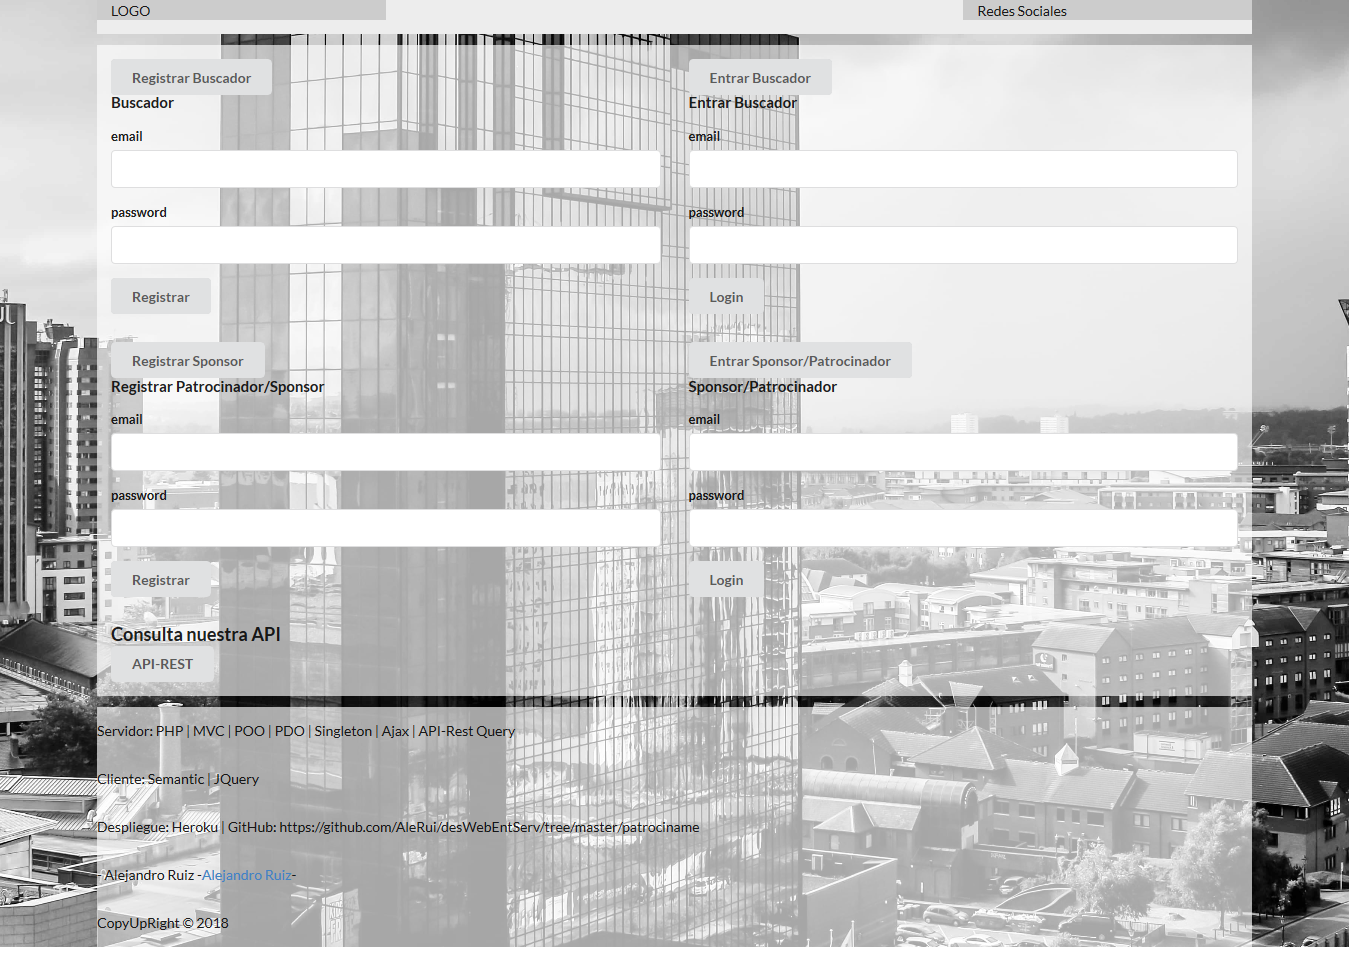 LOGO
Redes Sociales
Registrar Buscador
Buscador
email
password
Registrar
Entrar Buscador
Entrar Buscador
email
password
Login
Registrar Sponsor
Registrar Patrocinador/Sponsor
email
password
Registrar
Entrar Sponsor/Patrocinador
Sponsor/Patrocinador
email
password
Login
Consulta nuestra API
API-REST
Servidor: PHP | MVC | POO | PDO | Singleton | Ajax | API-Rest Query
Cliente: Semantic | JQuery
Despliegue: Heroku | GitHub: https://github.com/AleRui/desWebEntServ/tree/master/patrociname
- Alejandro Ruiz -Alejandro Ruiz-
CopyUpRight © 2018